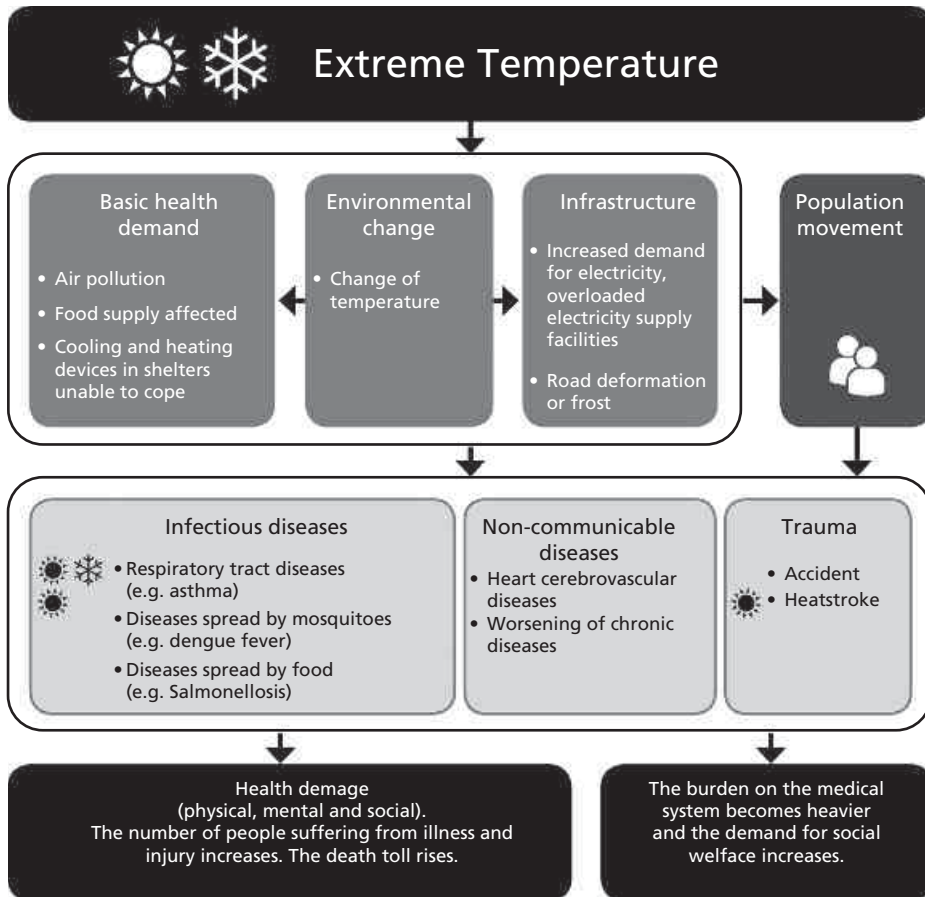 Extreme Temperature
Basic health
demand
• Air pollution
• Food supply affected
• Cooling and heating
devices in shelters
unable to cope
Environmental
change
• Change of
temperature
Infrastructure
• Increased demand
for electricity,
overloaded
electricity supply
facilities
• Road deformation
or frost
Population
movement
Infectious diseases
• Respiratory tract diseases
(e.g. asthma)
• Diseases spread by mosquitoes
(e.g. dengue fever)
• Diseases spread by food
(e.g. Salmonellosis)
Non-communicable
diseases
• Heart cerebrovascular
diseases
• Worsening of chronic
diseases
Trauma
• Accident
• Heatstroke
Health demage
(physical, mental and social).
The number of people suffering from illness and
injury increases. The death toll rises.
The burden on the medical
system becomes heavier
and the demand for social
welface increases.